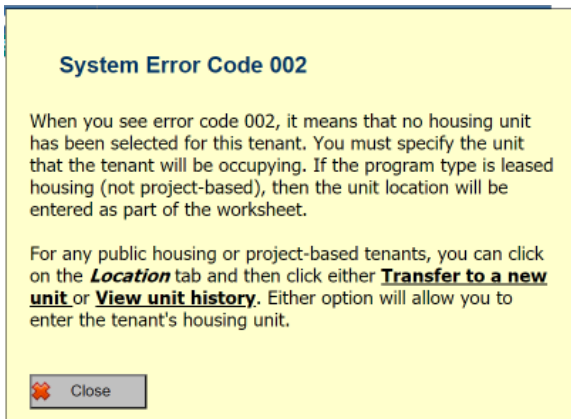 System Error Code 002
When you see error code 002, it means that no housing unit
has been selected for this tenant. You must specify the unit
that the tenant will be occupying. If the program type is leased
housing (not project-based), then the unit location will be
entered as part of the worksheet.
For any public housing or project-based tenants, you can click
on the Location tab and then click either Transfer to a new
unit or View unit history. Either option will allow you to
enter the tenant's housing unit.
Close